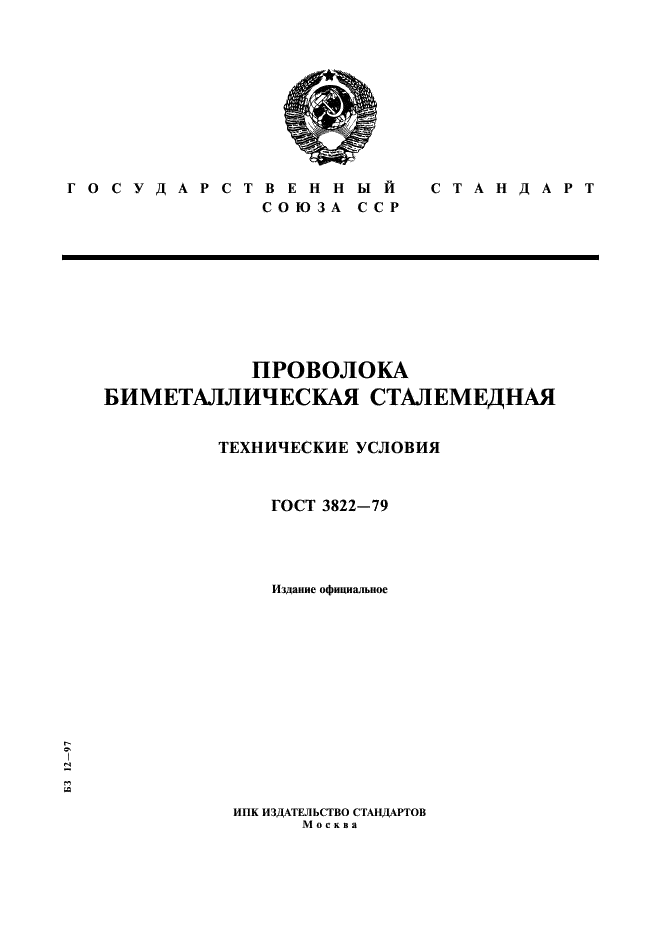 ГОСУДАРСТВЕННЫЙ СТАНДАРТ
СОЮЗА ССР
ПРОВОЛОКА
БИМЕТАЛЛИЧЕСКАЯ СТАЛЕМЕДНАЯ
ТЕХНИЧЕСКИЕ УСЛОВИЯ
ГОСТ 3822—79
Издание официальное
БЗ 12—97
ИПК ИЗДАТЕЛЬСТВО СТАНДАРТОВ
Москва